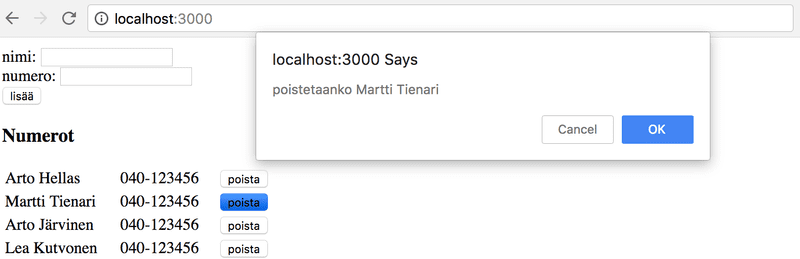 localhost:3000
nimi:
numero:
lisää
localhost:3000 Says
poistetaanko Martti Tienari
Cancel OK
Numerot
Arto Hellas 040-123456 poista
Martti Tienari 040-123456 poista
Arto Järvinen 040-123456 poista
Lea Kutvonen 040-123456 poista